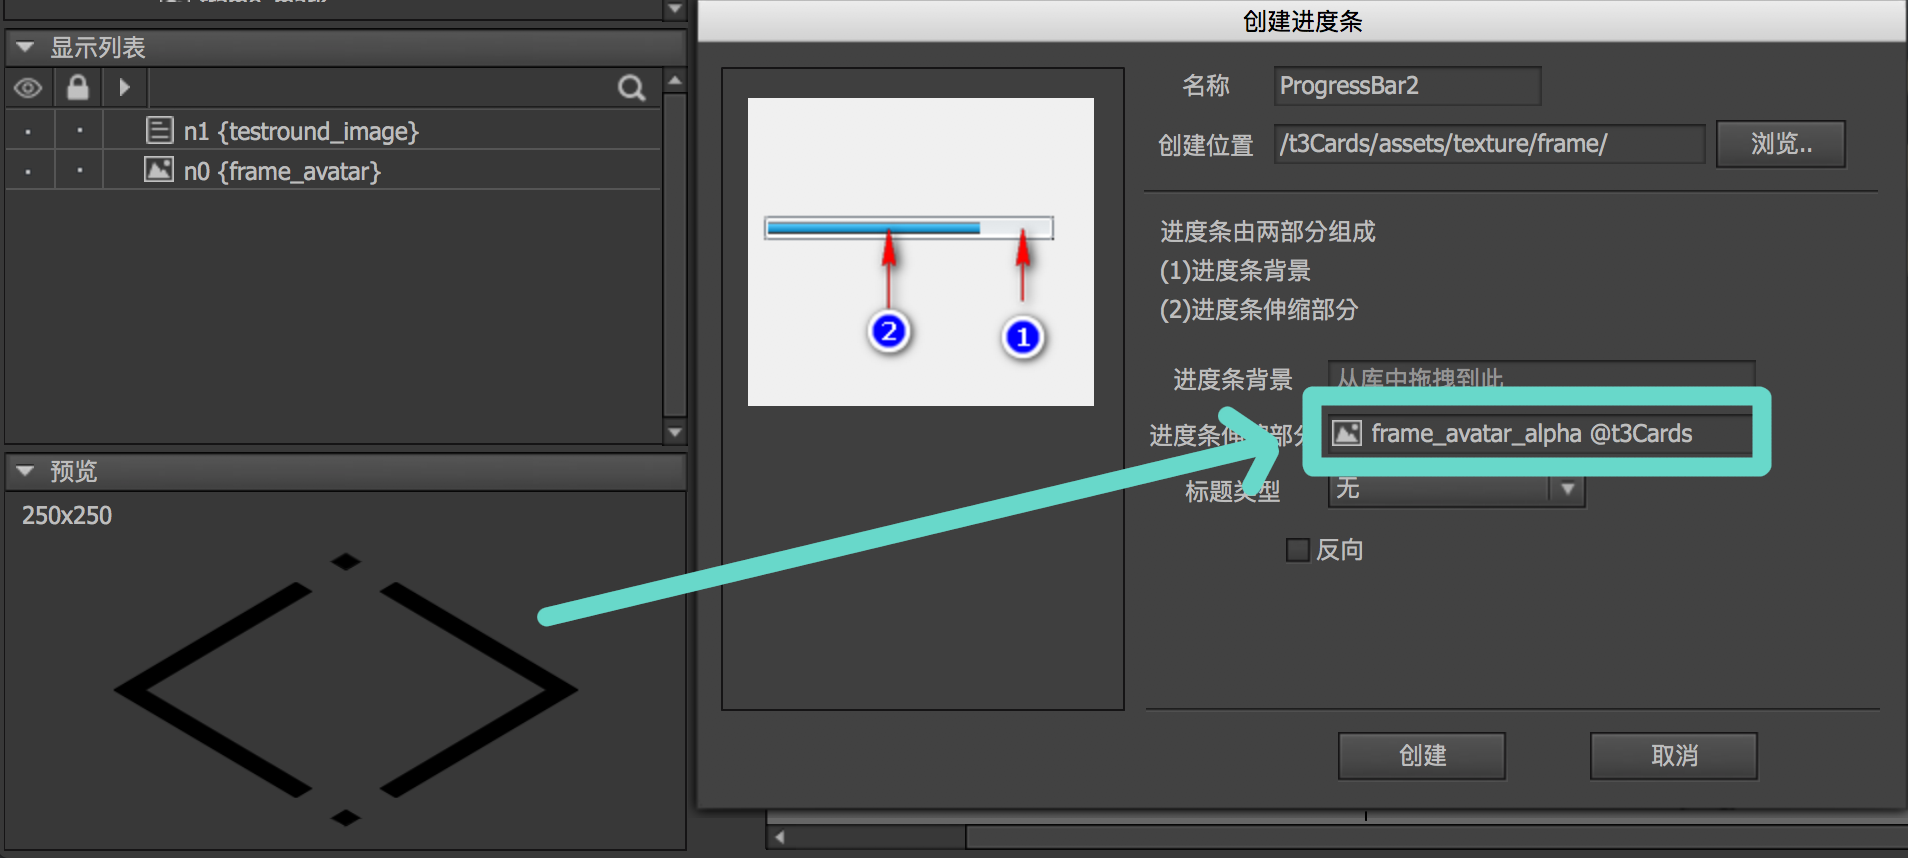 显示列表
n1 {testround_image}
n0 {frame_avatar}
预览
250x250
创建进度条
名称 ProgressBar2
创建位置 /t3Cards/assets/texture/frame/ 浏览..
2
1
进度条由两部分组成
(1)进度条背景
(2)进度条伸缩部分
进度条背景 从库中拖拽到此
进度条伸缩部分 frame_avatar_alpha @t3Cards
标题类型 无
反向
创建 取消